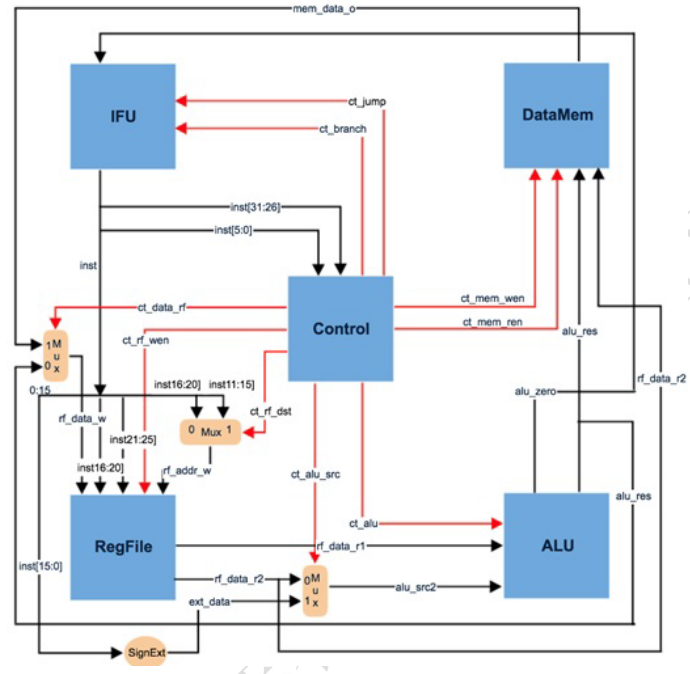 mem_data_o
IFU
DataMem
ct_jump
ct_branch
inst[31:26]
inst[5:0]
inst
Control
ct_data_rf
ct_mem_wen
ct_rf_wen
ct_mem_ren
alu_res
1 Mux 0
0:15
rf_data_r2
alu_zero
inst16:20]
inst11:15]
rf_data_w
ct_rf_dst
0 Mux 1
inst21:25]
inst16:20]
rf_addr_w
ct_alu_src
alu_res
ct_alu
RegFile
ALU
rf_data_r1
inst[15:0]
rf_data_r2
0 Mux 1
alu_src2
ext_data
SignExt